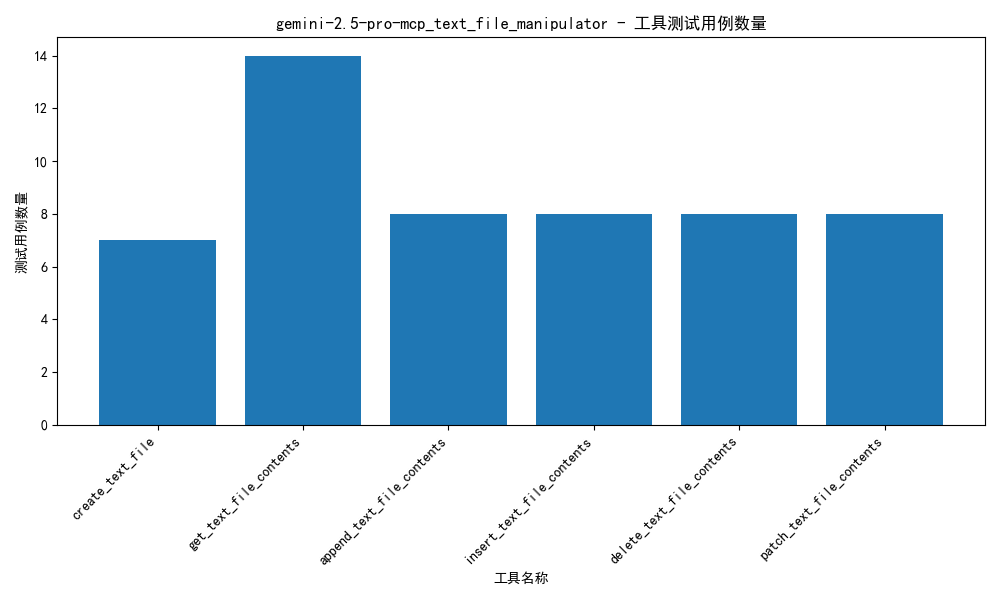 gemini-2.5-pro-mcp_text_file_manipulator - 工具测试用例数量
测试用例数量
14
12
10
8
6
4
2
0
create_text_file
get_text_file_contents
append_text_file_contents
insert_text_file_contents
delete_text_file_contents
patch_text_file_contents
工具名称